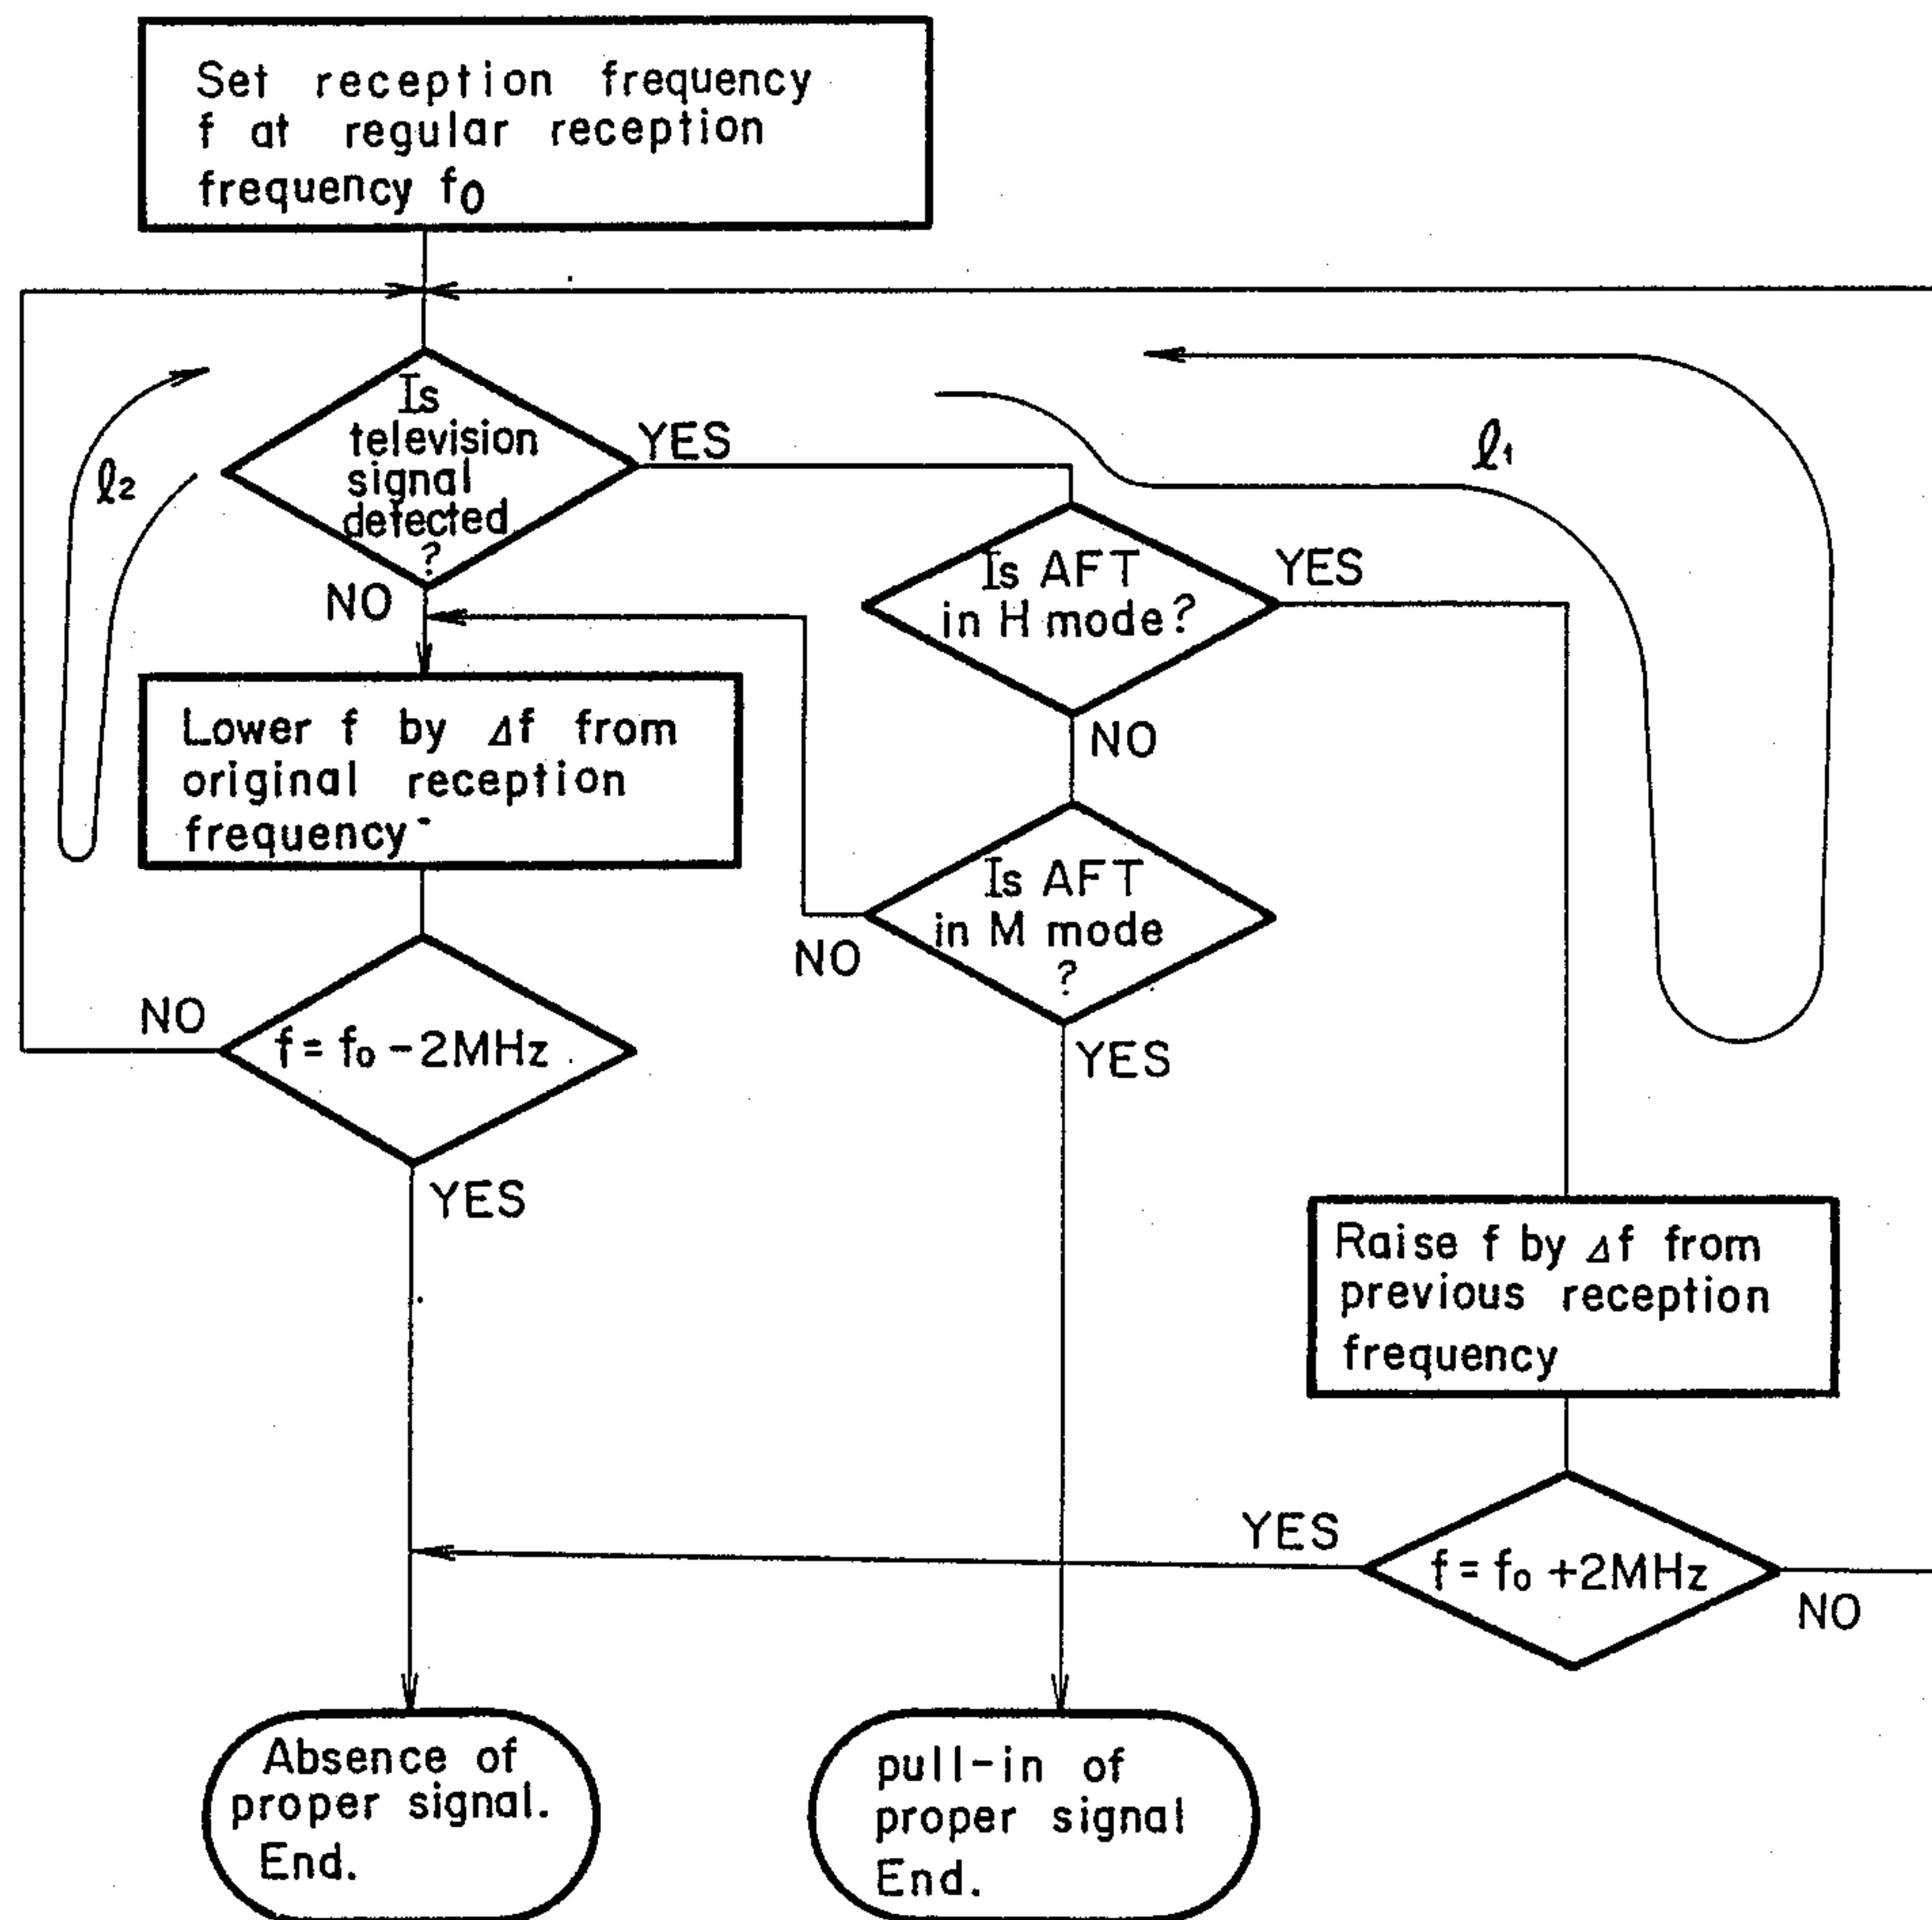 Set reception frequency
f at regular reception
frequency f0
Is
television
signal
detected
?
YES
NO
ℓ2
ℓ1
Is AFT
in H mode?
YES
NO
Lower f by Δf from
original reception
frequency
Is AFT
in M mode
?
NO
YES
f = f0 - 2MHz
NO
YES
Raise f by Δf from
previous reception
frequency
f = f0 +2MHz
YES
NO
Absence of
proper signal.
End.
pull-in of
proper signal
End.